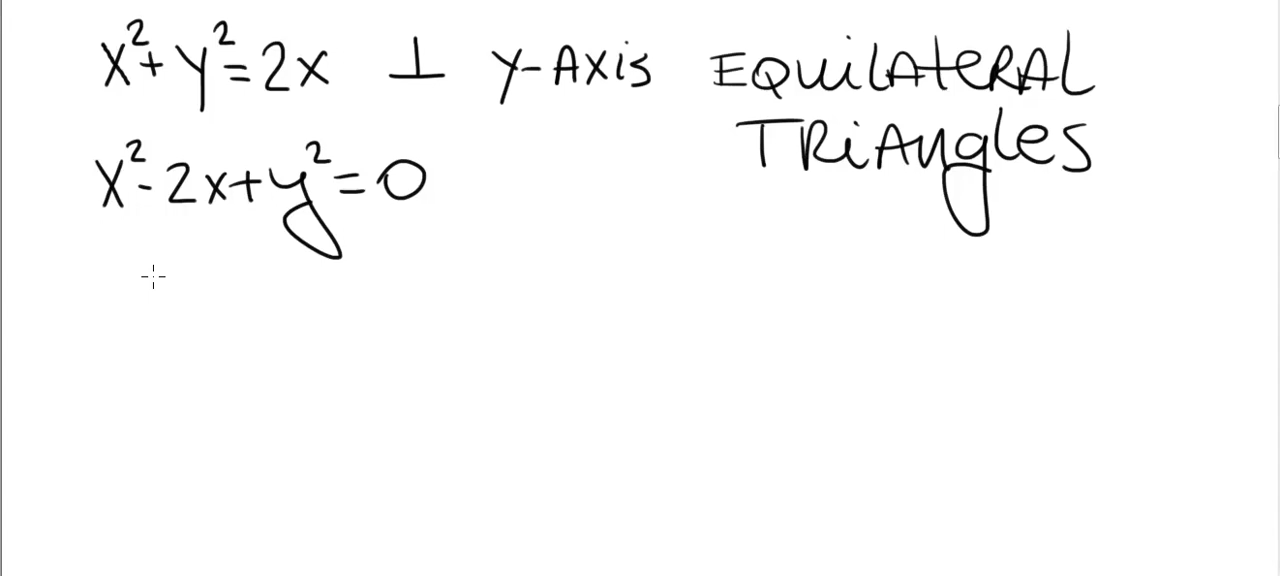 x²+y²=2x ⊥ y-Axis EQUilAteRAL
TRiAngles
x²-2x+y²=0